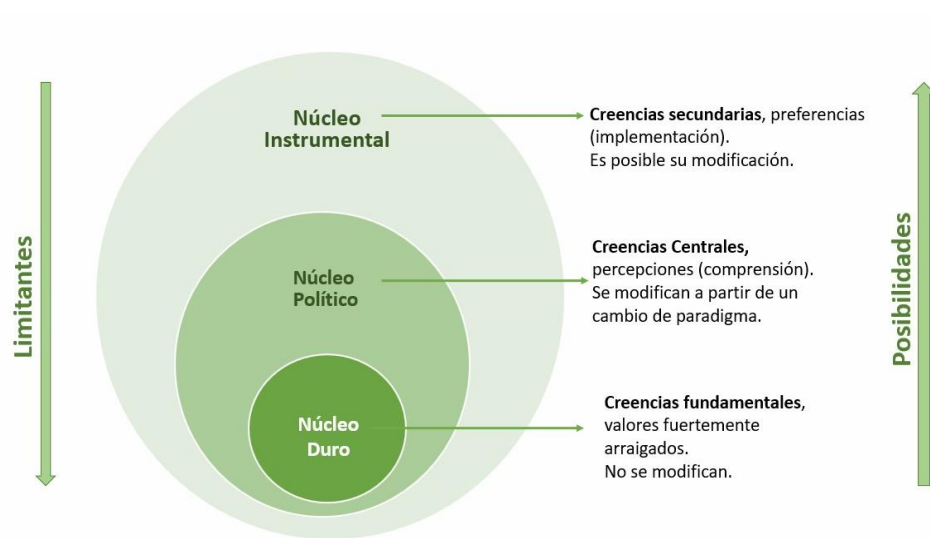 Limitantes
Núcleo
Instrumental
Creencias secundarias, preferencias
(implementación).
Es posible su modificación.
Núcleo
Político
Creencias Centrales,
percepciones (comprensión).
Se modifican a partir de un
cambio de paradigma.
Núcleo
Duro
Creencias fundamentales,
valores fuertemente
arraigados.
No se modifican.
Posibilidades